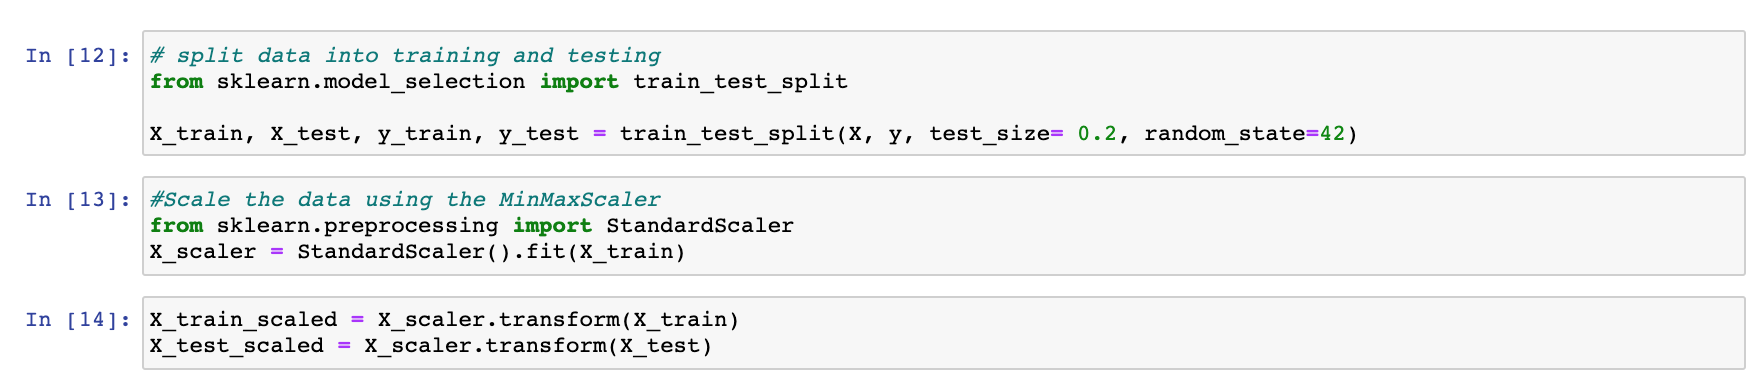 In [12]: # split data into training and testing
from sklearn.model_selection import train_test_split
X_train, X_test, y_train, y_test = train_test_split(X, y, test_size= 0.2, random_state=42)
In [13]: #Scale the data using the MinMaxScaler
from sklearn.preprocessing import StandardScaler
X_scaler = StandardScaler().fit(X_train)
In [14]: X_train_scaled = X_scaler.transform(X_train)
X_test_scaled = X_scaler.transform(X_test)